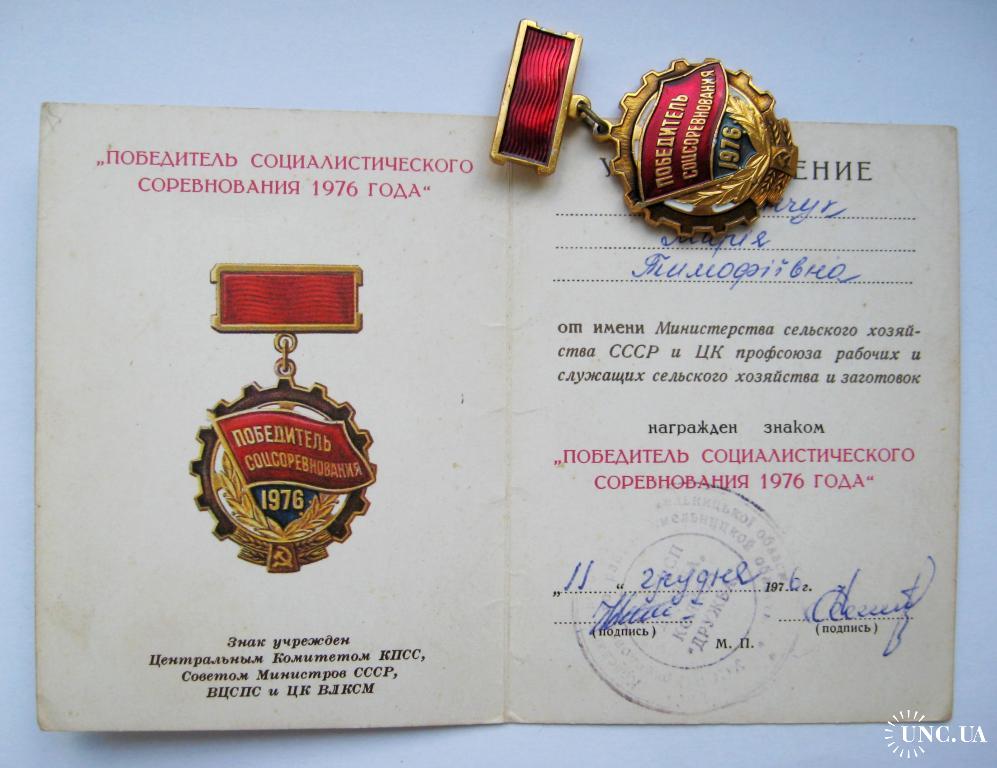 „ПОБЕДИТЕЛЬ СОЦИАЛИСТИЧЕСКОГО
СОРЕВНОВАНИЯ 1976 ГОДА“
ПОБЕДИТЕЛЬ
СОЦСОРЕВНОВАНИЯ
1976
Знак учрежден
Центральным Комитетом КПСС,
Советом Министров СССР,
ВЦСПС и ЦК ВЛКСМ
ПОБЕДИТЕЛЬ
СОЦСОРЕВНОВАНИЯ
1976
У ЕНИЕ
чук
Марія
Тимофіївна
от имени Министерства сельского хозяй-
ства СССР и ЦК профсоюза рабочих и
служащих сельского хозяйства и заготовок
награжден знаком
„ПОБЕДИТЕЛЬ СОЦИАЛИСТИЧЕСКОГО
СОРЕВНОВАНИЯ 1976 ГОДА“
„11“ грудня 1976 г.
(подпись) М. П. (подпись)
"ДРУЖБА"
UNC.UA